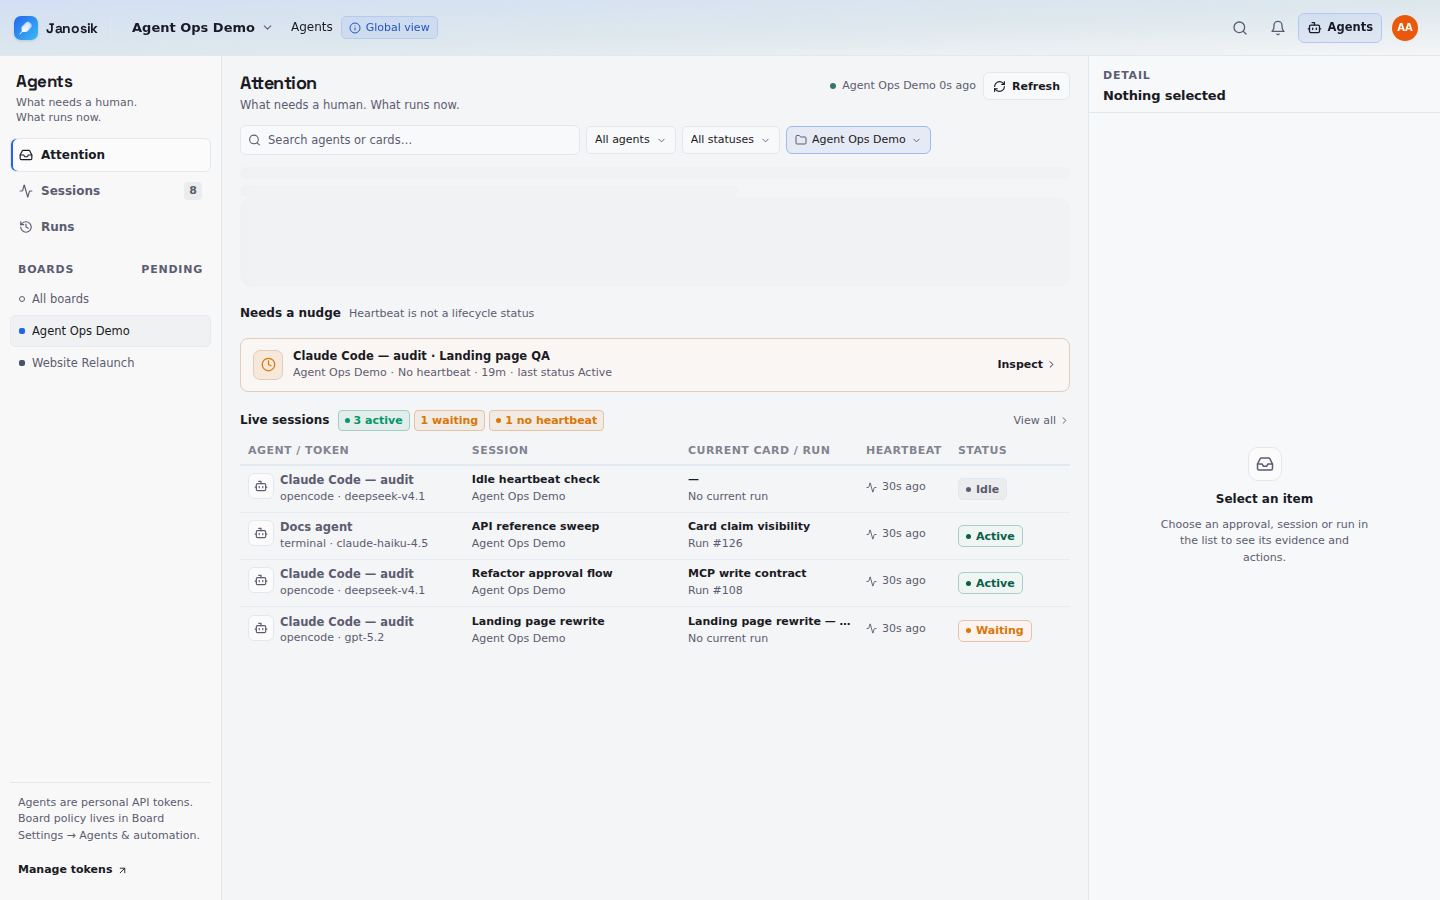 Janosik
Agent Ops Demo
Agents
Global view
Agents
AA
Agents
What needs a human.
What runs now.
Attention
Sessions
8
Runs
BOARDS
PENDING
All boards
Agent Ops Demo
Website Relaunch
Agents are personal API tokens.
Board policy lives in Board
Settings → Agents & automation.
Manage tokens
Attention
What needs a human. What runs now.
Agent Ops Demo 0s ago
Refresh
Search agents or cards...
All agents
All statuses
Agent Ops Demo
Needs a nudge Heartbeat is not a lifecycle status
Claude Code — audit · Landing page QA
Agent Ops Demo · No heartbeat · 19m · last status Active
Inspect
Live sessions
3 active
1 waiting
1 no heartbeat
View all
AGENT / TOKEN SESSION CURRENT CARD / RUN HEARTBEAT STATUS
Claude Code — audit
opencode · deepseek-v4.1
Idle heartbeat check
Agent Ops Demo
—
No current run
30s ago
Idle
Docs agent
terminal · claude-haiku-4.5
API reference sweep
Agent Ops Demo
Card claim visibility
Run #126
30s ago
Active
Claude Code — audit
opencode · deepseek-v4.1
Refactor approval flow
Agent Ops Demo
MCP write contract
Run #108
30s ago
Active
Claude Code — audit
opencode · gpt-5.2
Landing page rewrite
Agent Ops Demo
Landing page rewrite — ...
No current run
30s ago
Waiting
DETAIL
Nothing selected
Select an item
Choose an approval, session or run in
the list to see its evidence and
actions.